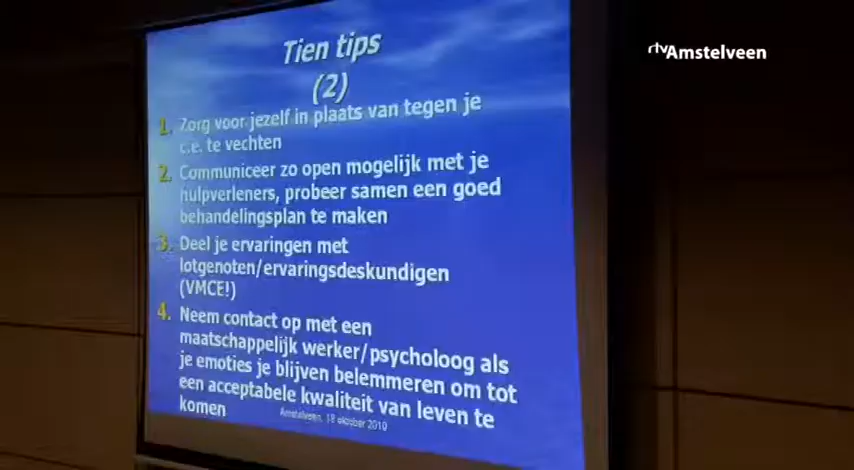 rtvAmstelveen
Tien tips
(2)
1. Zorg voor jezelf in plaats van tegen je
c.e. te vechten
2. Communiceer zo open mogelijk met je
hulpverleners, probeer samen een goed
behandelingsplan te maken
3. Deel je ervaringen met
lotgenoten/ervaringsdeskundigen
(VMCE!)
4. Neem contact op met een
maatschappelijk werker/psycholoog als
je emoties je blijven belemmeren om tot
een acceptabele kwaliteit van leven te
komen
Amstelveen, 18 oktober 2010